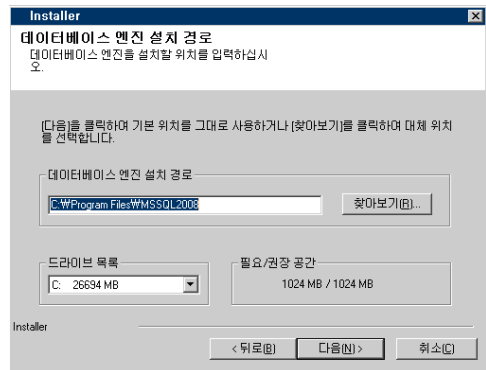 Installer
데이터베이스 엔진 설치 경로
데이터베이스 엔진을 설치할 위치를 입력하십시
오.
[다음]을 클릭하여 기본 위치를 그대로 사용하거나 [찾아보기]를 클릭하여 대체 위치
를 선택합니다.
데이터베이스 엔진 설치 경로
C:₩Program Files₩MSSQL2008
찾아보기(R)...
드라이브 목록
필요/권장 공간
C: 26694 MB
1024 MB / 1024 MB
Installer
< 뒤로(B)
다음(N) >
취소(C)